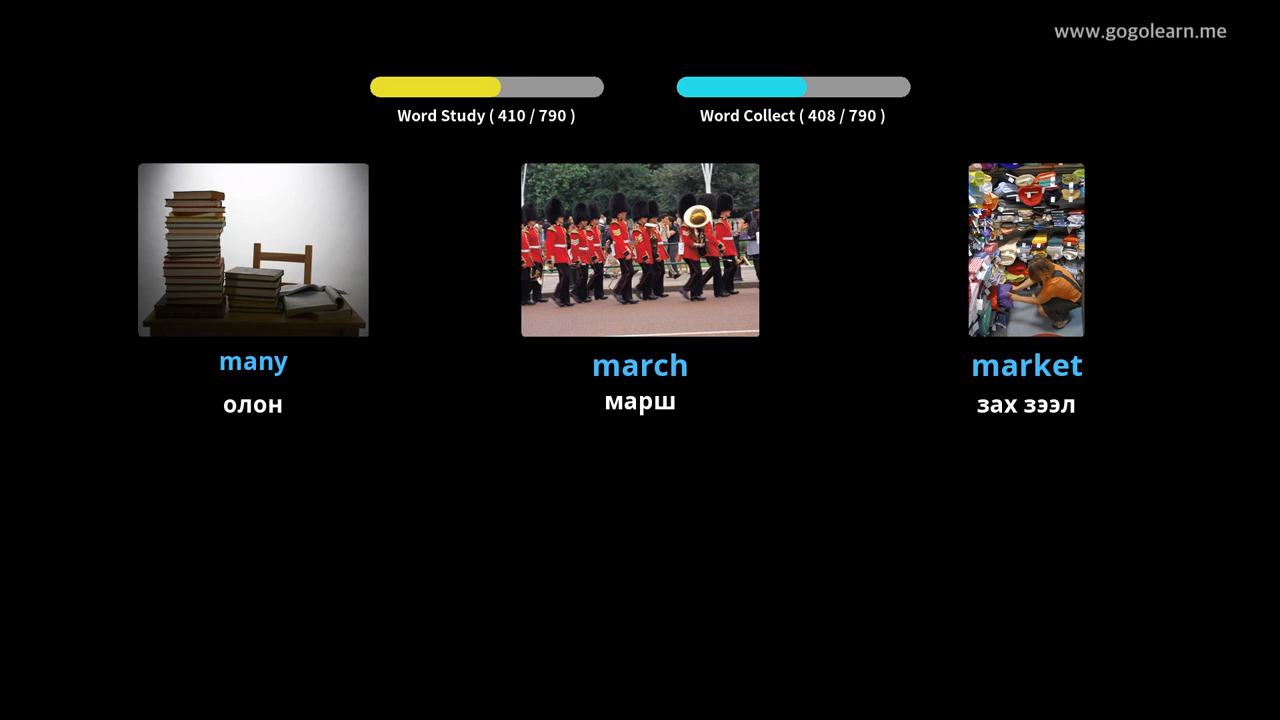 www.gogolearn.me
Word Study ( 410 / 790 )
Word Collect ( 408 / 790 )
many
олон
march
марш
market
зах зээл